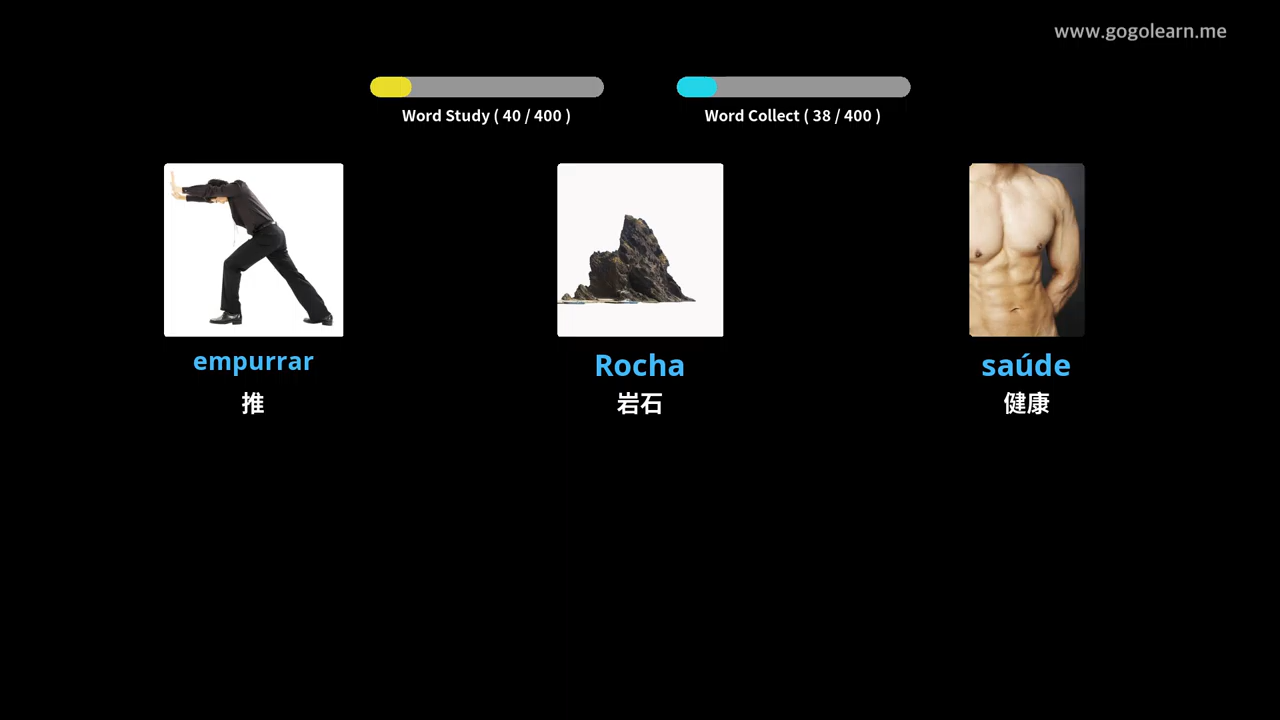 www.gogolearn.me
Word Study ( 40 / 400 )
Word Collect ( 38 / 400 )
empurrar
Rocha
saúde
推
岩石
健康